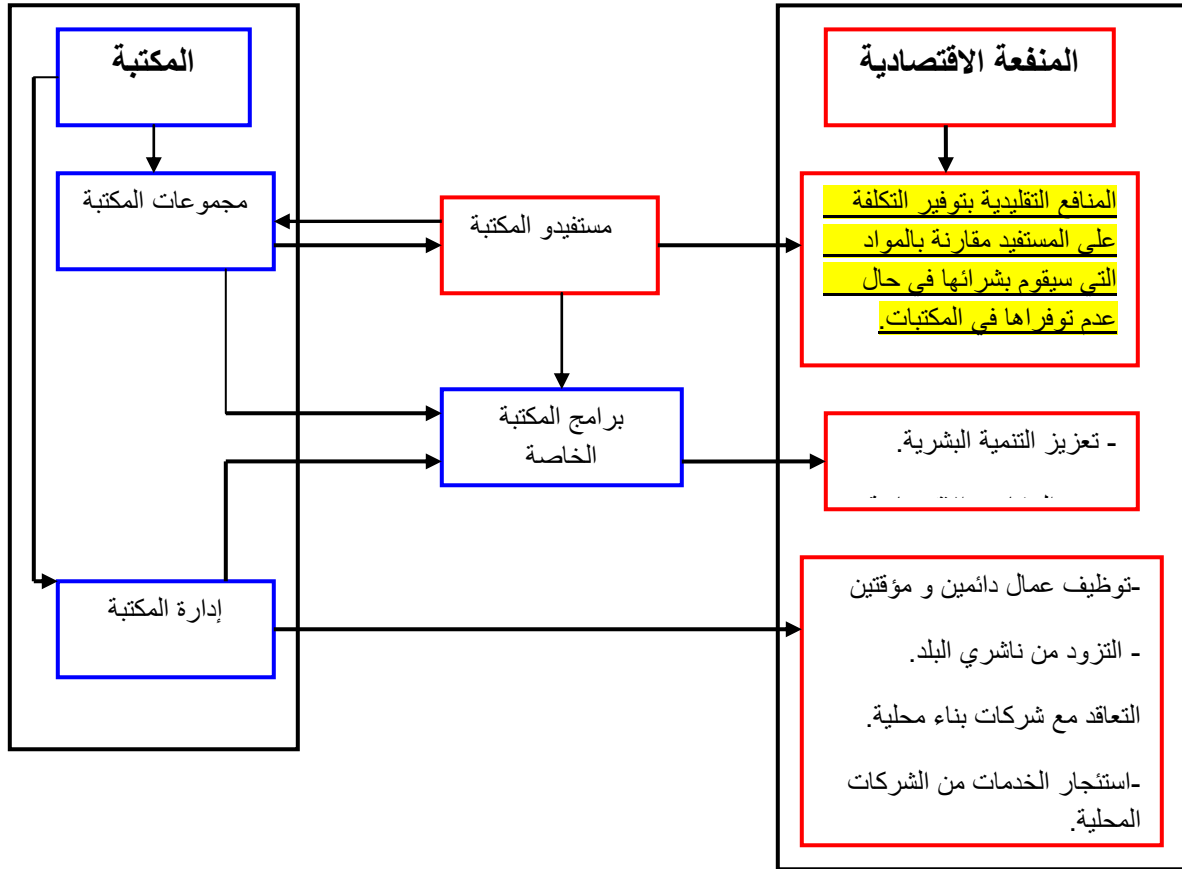 المكتبة
المنفعة الاقتصادية
مجموعات المكتبة
مستفيدو المكتبة
المنافع التقليدية بتوفير التكلفة
على المستفيد مقارنة بالمواد
التي سيقوم بشرائها في حال
عدم توفراها في المكتبات.
برامج المكتبة
الخاصة
- تعزيز التنمية البشرية.
إدارة المكتبة
-توظيف عمال دائمين و مؤقتين
- التزود من ناشري البلد.
التعاقد مع شركات بناء محلية.
-استئجار الخدمات من الشركات
المحلية.